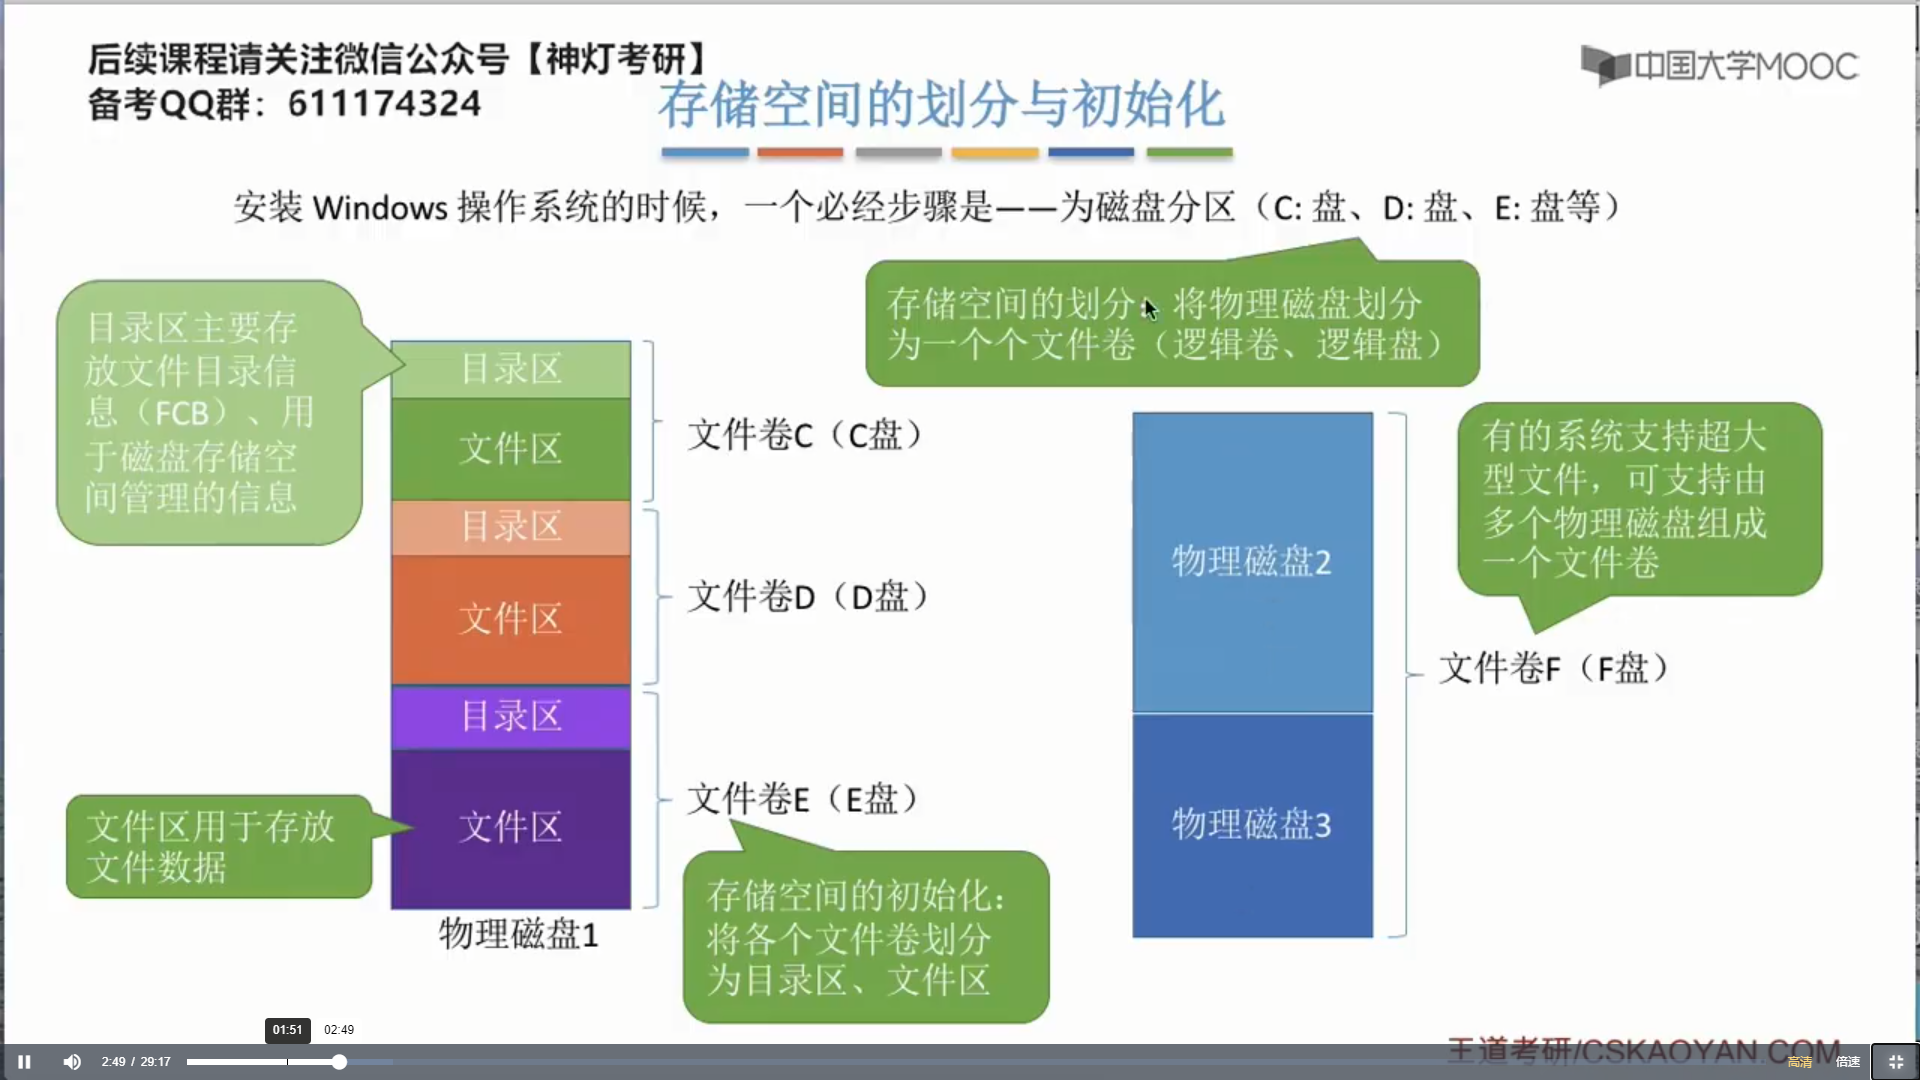 后续课程请关注微信公众号【神灯考研】
备考QQ群：611174324
中国大学MOOC
存储空间的划分与初始化
安装 Windows 操作系统的时候，一个必经步骤是——为磁盘分区（C: 盘、D: 盘、E: 盘等）
存储空间的划分：将物理磁盘划分
为一个个文件卷（逻辑卷、逻辑盘）
目录区主要存
放文件目录信
息（FCB）、用
于磁盘存储空
间管理的信息
目录区
文件区
文件卷C（C盘）
目录区
文件区
文件卷D（D盘）
目录区
文件区
文件卷E（E盘）
文件区用于存放
文件数据
物理磁盘1
存储空间的初始化：
将各个文件卷划分
为目录区、文件区
物理磁盘2
物理磁盘3
有的系统支持超大
型文件，可支持由
多个物理磁盘组成
一个文件卷
文件卷F（F盘）
王道考研/CSKAOYAN.COM
01:51
02:49
2:49 / 29:17
高清
倍速